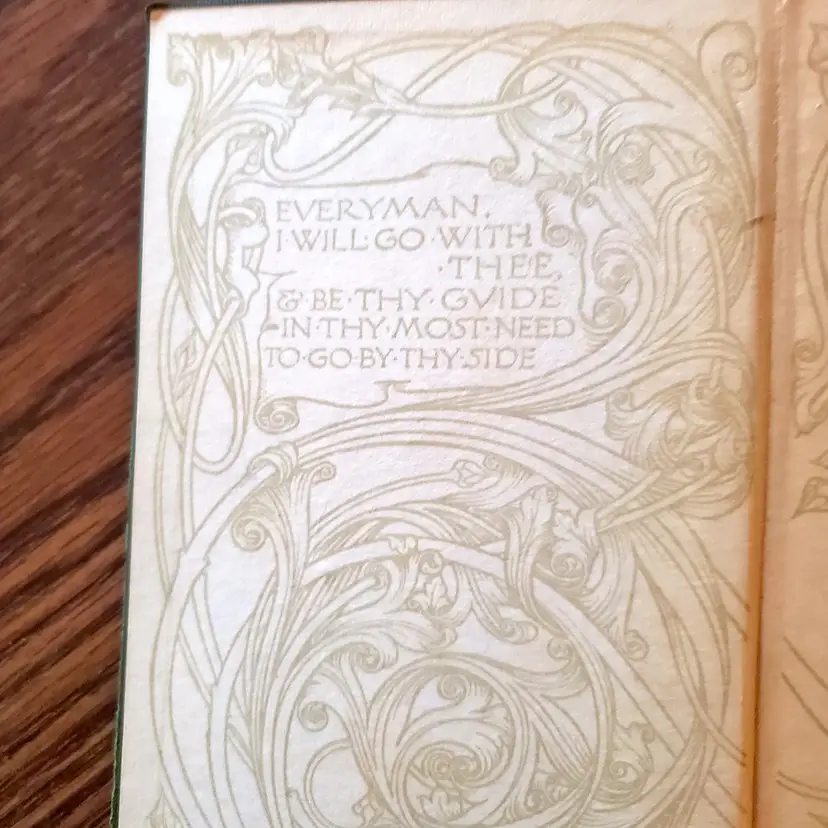 EVERYMAN,
I·WILL·GO·WITH
·THEE,
&·BE·THY·GVIDE
·IN·THY·MOST·NEED
TO·GO·BY·THY·SIDE